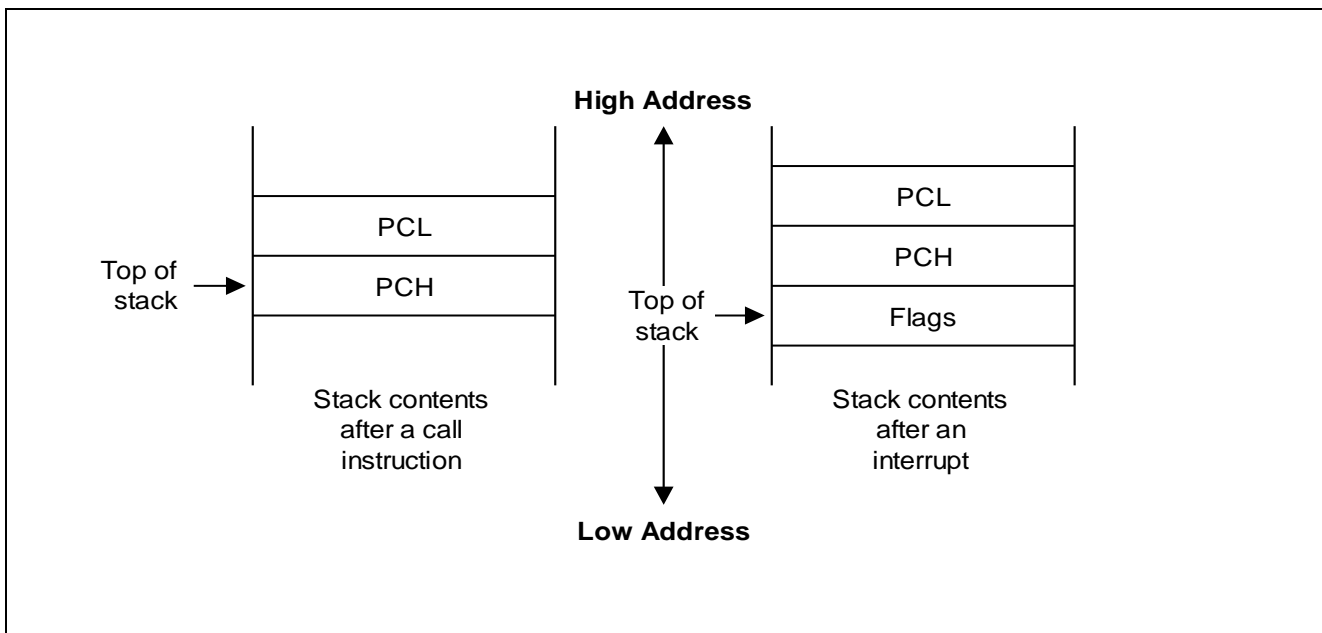 High Address
PCL
PCH
Top of
stack
Stack contents
after a call
instruction
PCL
PCH
Flags
Top of
stack
Stack contents
after an
interrupt
Low Address